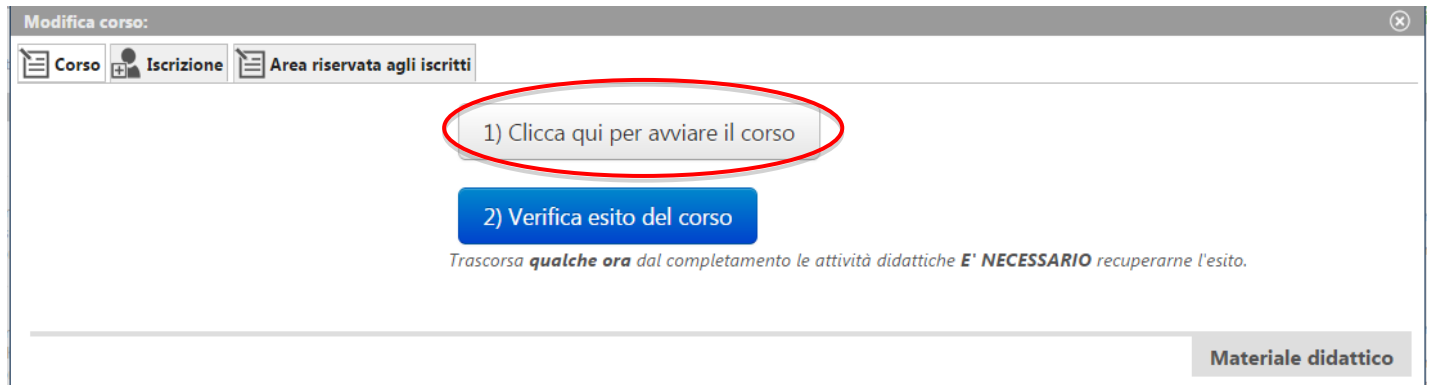 Modifica corso:
Corso Iscrizione Area riservata agli iscritti
1) Clicca qui per avviare il corso
2) Verifica esito del corso
Trascorsa qualche ora dal completamento le attività didattiche E' NECESSARIO recuperarne l'esito.
Materiale didattico